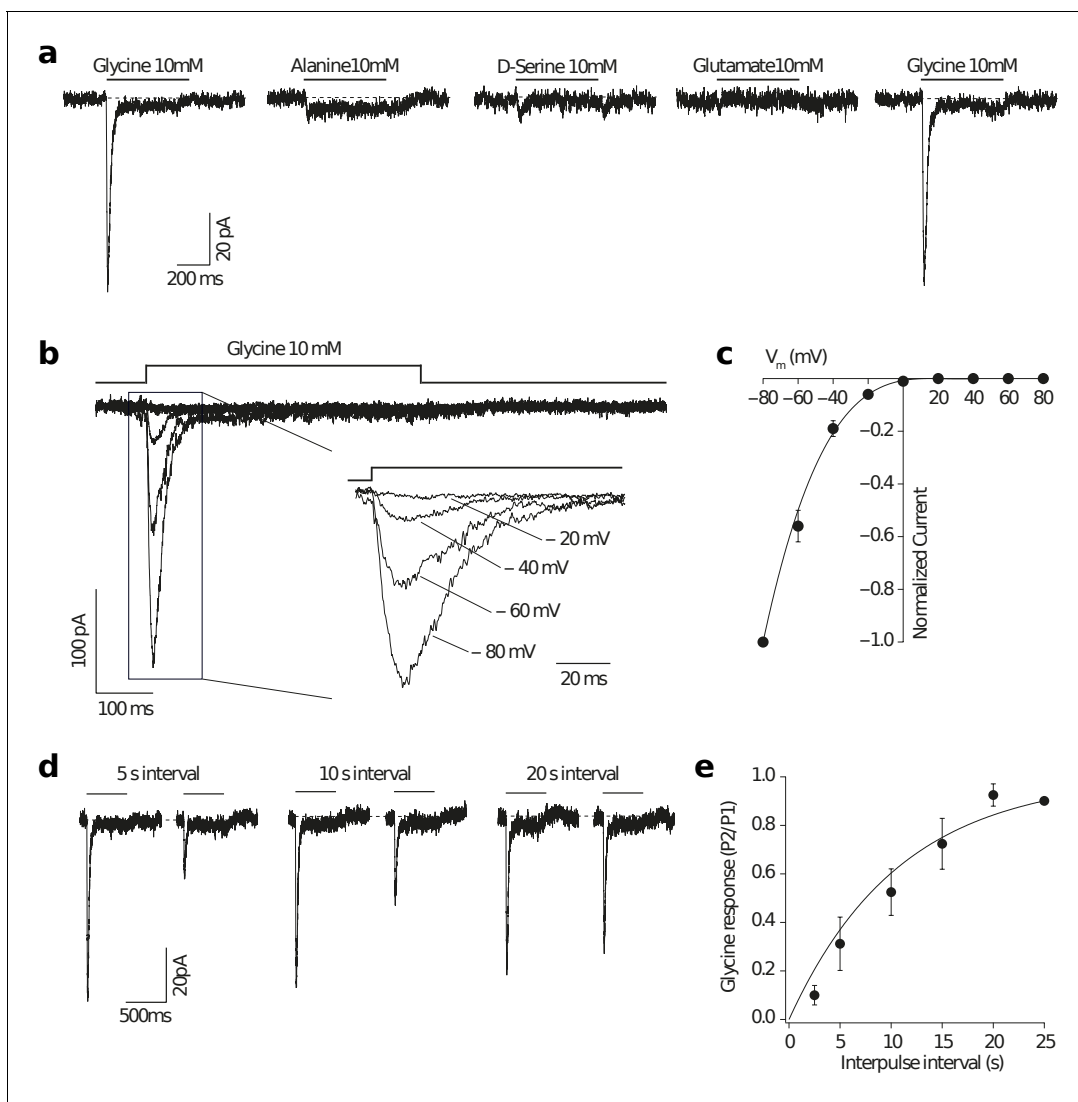 a
Glycine 10mM Alanine10mM D-Serine 10mM Glutamate10mM Glycine 10mM
20 pA
200 ms
b
Glycine 10 mM
– 20 mV
– 40 mV
– 60 mV
– 80 mV
100 pA
100 ms
20 ms
c
Vm (mV)
−80 −60 −40 −20 20 40 60 80
−0.2
−0.4
−0.6
−0.8
−1.0
Normalized Current
d
5 s interval 10 s interval 20 s interval
20pA
500ms
e
1.0
0.8
0.6
0.4
0.2
0.0
Glycine response (P2/P1)
0 5 10 15 20 25
Interpulse interval (s)